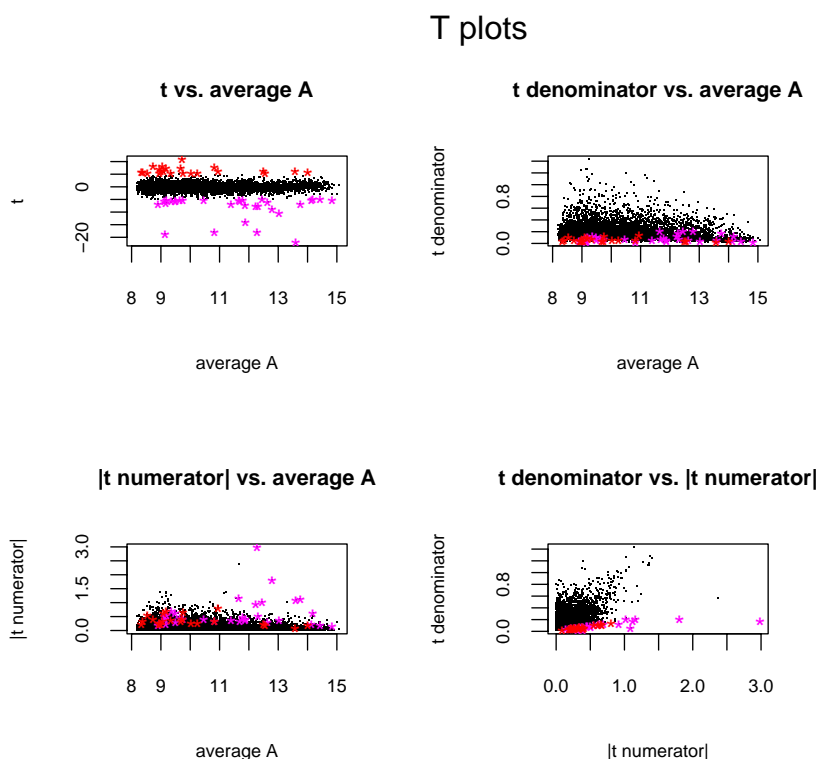 T plots
t vs. average A
t
0
−20
8 9 11 13 15
average A
t denominator vs. average A
t denominator
0.8
0.0
8 9 11 13 15
average A
|t numerator| vs. average A
|t numerator|
3.0
1.5
0.0
8 9 11 13 15
average A
t denominator vs. |t numerator|
t denominator
0.8
0.0
0.0 1.0 2.0 3.0
|t numerator|